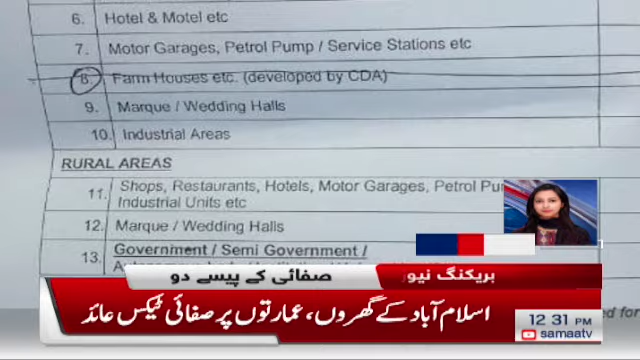 6. Hotel & Motel etc
7. Motor Garages, Petrol Pump / Service Stations etc
8. Farm Houses etc. (developed by CDA)
9. Marque / Wedding Halls
10. Industrial Areas
RURAL AREAS
11. Shops, Restaurants, Hotels, Motor Garages, Petrol
Industrial Units etc
12. Marque / Wedding Halls
13. Government / Semi Government /
صفائی کے پیسے دو
بریکنگ نیوز
اسلام آباد کے گھروں، عمارتوں پر صفائی ٹیکس عائد
12 31 PM
samaatv